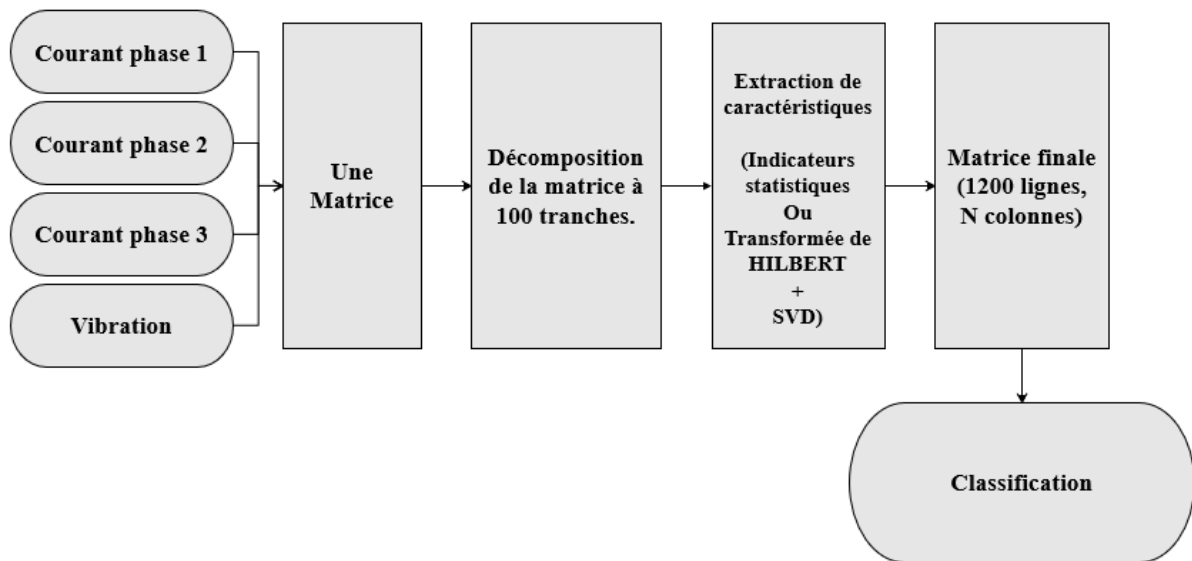 Courant phase 1
Courant phase 2
Courant phase 3
Vibration
Une
Matrice
Décomposition
de la matrice à
100 tranches.
Extraction de
caractéristiques
(Indicateurs
statistiques
Ou
Transformée de
HILBERT
+
SVD)
Matrice finale
(1200 lignes,
N colonnes)
Classification